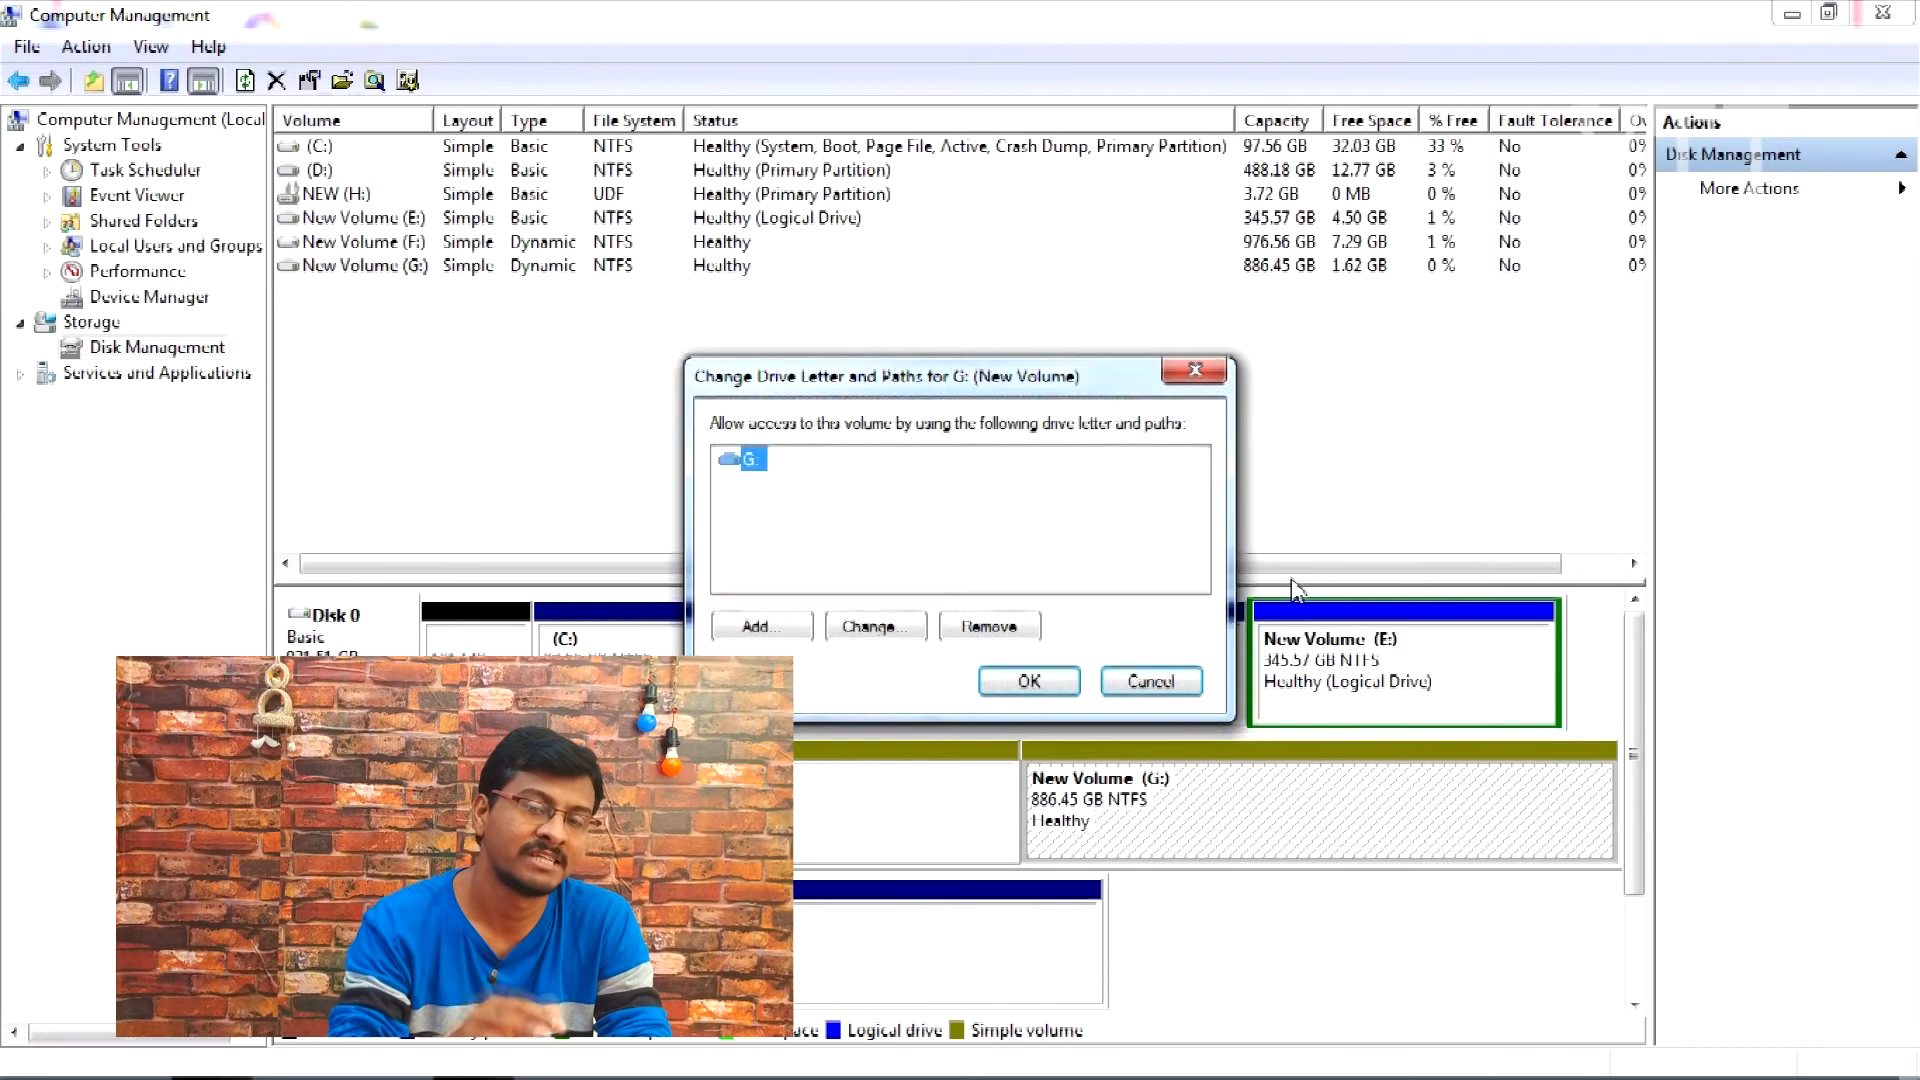 Computer Management
File Action View Help
Computer Management (Local
System Tools
Task Scheduler
Event Viewer
Shared Folders
Local Users and Groups
Performance
Device Manager
Storage
Disk Management
Services and Applications
Volume Layout Type File System Status Capacity Free Space % Free Fault Tolerance
(C:) Simple Basic NTFS Healthy (System, Boot, Page File, Active, Crash Dump, Primary Partition) 97.56 GB 32.03 GB 33 % No 0%
(D:) Simple Basic NTFS Healthy (Primary Partition) 488.18 GB 12.77 GB 3 % No 0%
NEW (H:) Simple Basic UDF Healthy (Primary Partition) 3.72 GB 0 MB 0 % No 0%
New Volume (E:) Simple Basic NTFS Healthy (Logical Drive) 345.57 GB 4.50 GB 1 % No 0%
New Volume (F:) Simple Dynamic NTFS Healthy 976.56 GB 7.29 GB 1 % No 0%
New Volume (G:) Simple Dynamic NTFS Healthy 886.45 GB 1.62 GB 0 % No 0%
Actions
Disk Management
More Actions
Change Drive Letter and Paths for G: (New Volume)
Allow access to this volume by using the following drive letter and paths:
G:
Add... Change... Remove
OK Cancel
Disk 0
Basic
(C:)
New Volume (E:)
345.57 GB NTFS
Healthy (Logical Drive)
New Volume (G:)
886.45 GB NTFS
Healthy
Logical drive Simple volume